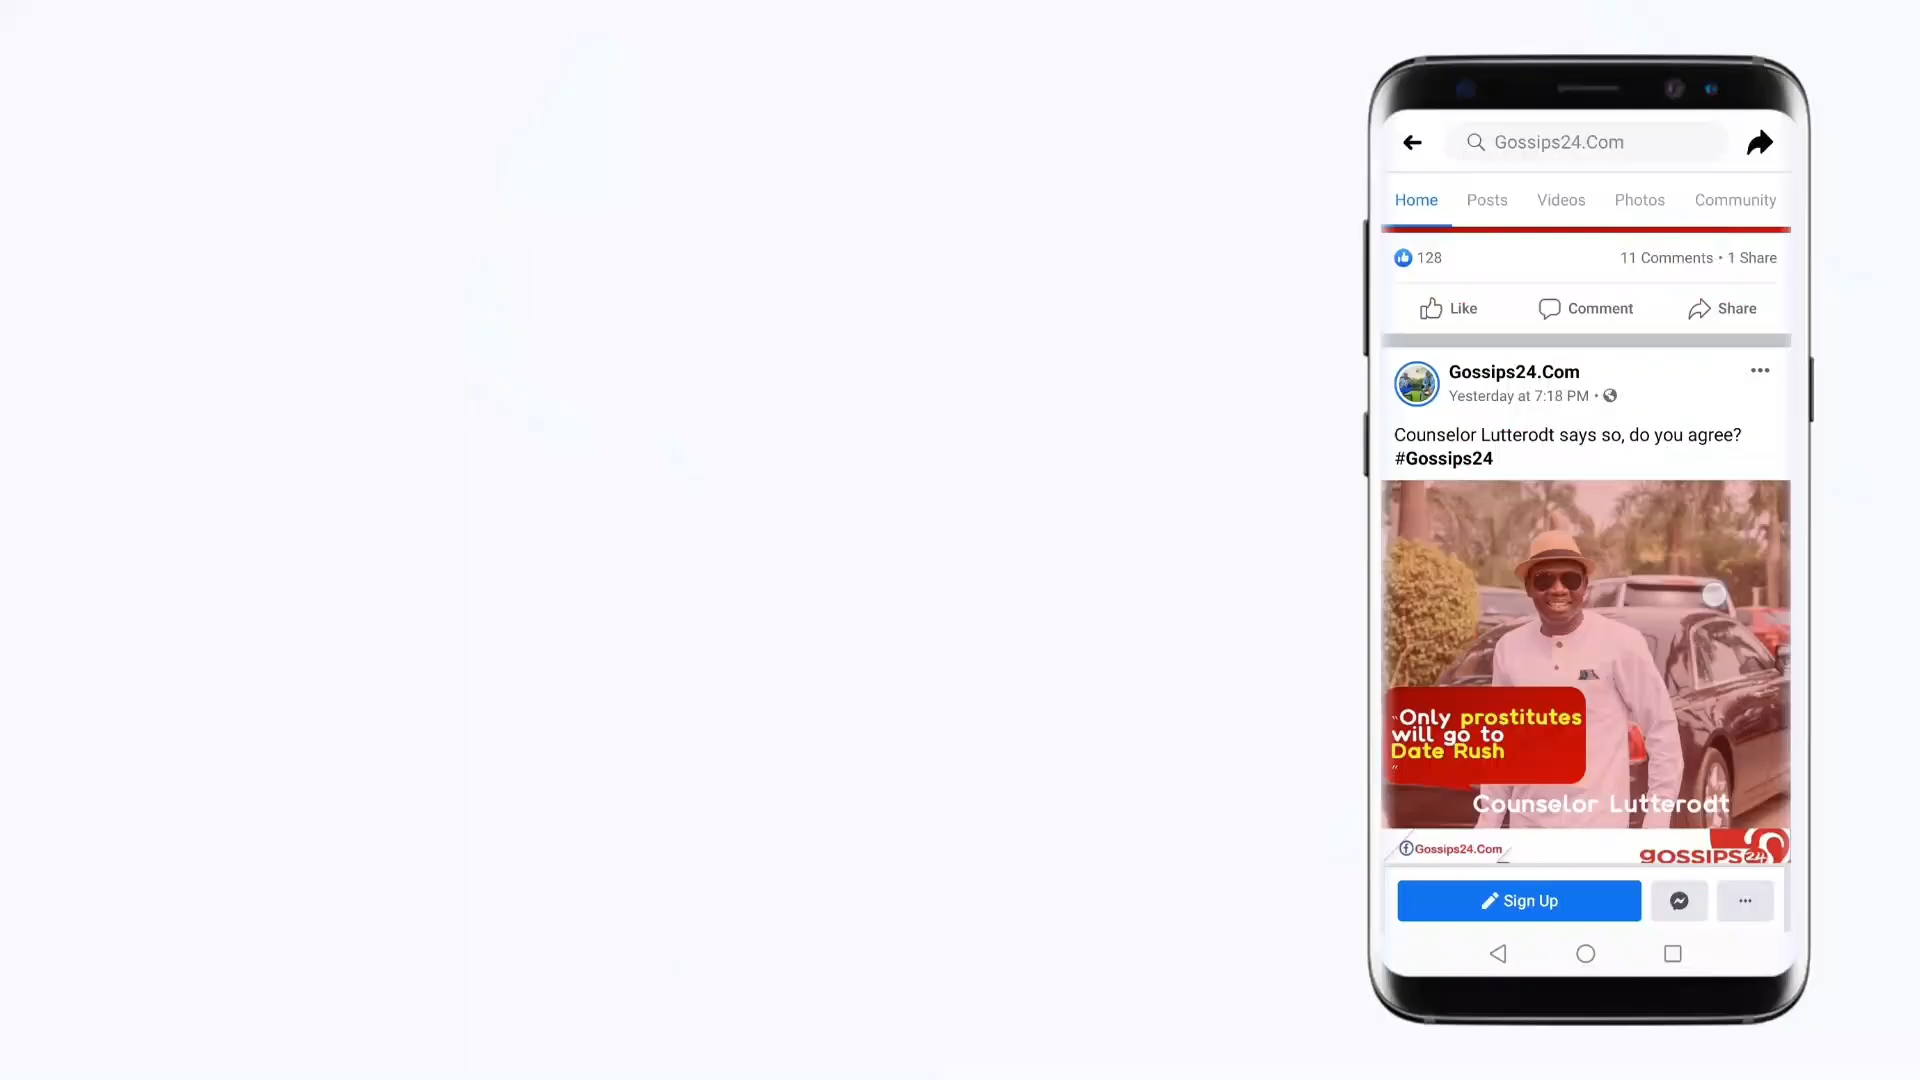 Gossips24.Com
Home Posts Videos Photos Community
128 11 Comments • 1 Share
Like Comment Share
Gossips24.Com
Yesterday at 7:18 PM •
Counselor Lutterodt says so, do you agree?
#Gossips24
"Only prostitutes
will go to
Date Rush
"
Counselor Lutterodt
Gossips24.Com
gossips24
Sign Up